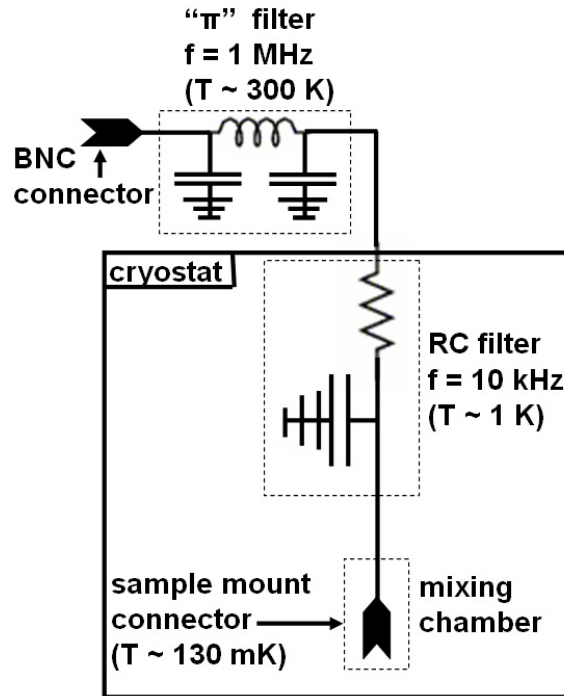 “π” filter
f = 1 MHz
(T ~ 300 K)
BNC
connector
cryostat
RC filter
f = 10 kHz
(T ~ 1 K)
sample mount
connector
(T ~ 130 mK)
mixing
chamber